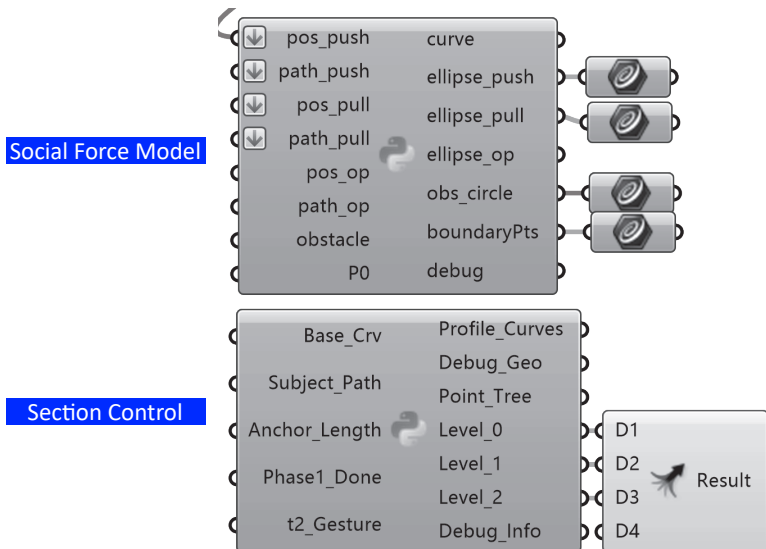 Social Force Model
pos_push
path_push
pos_pull
path_pull
pos_op
path_op
obstacle
P0
curve
ellipse_push
ellipse_pull
ellipse_op
obs_circle
boundaryPts
debug
Section Control
Base_Crv
Subject_Path
Anchor_Length
Phase1_Done
t2_Gesture
Profile_Curves
Debug_Geo
Point_Tree
Level_0
Level_1
Level_2
Debug_Info
D1
D2
D3
D4
Result